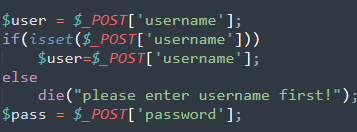 $user = $_POST['username'];
if(isset($_POST['username']))
    $user=$_POST['username'];
else
    die("please enter username first!");
$pass = $_POST['password'];